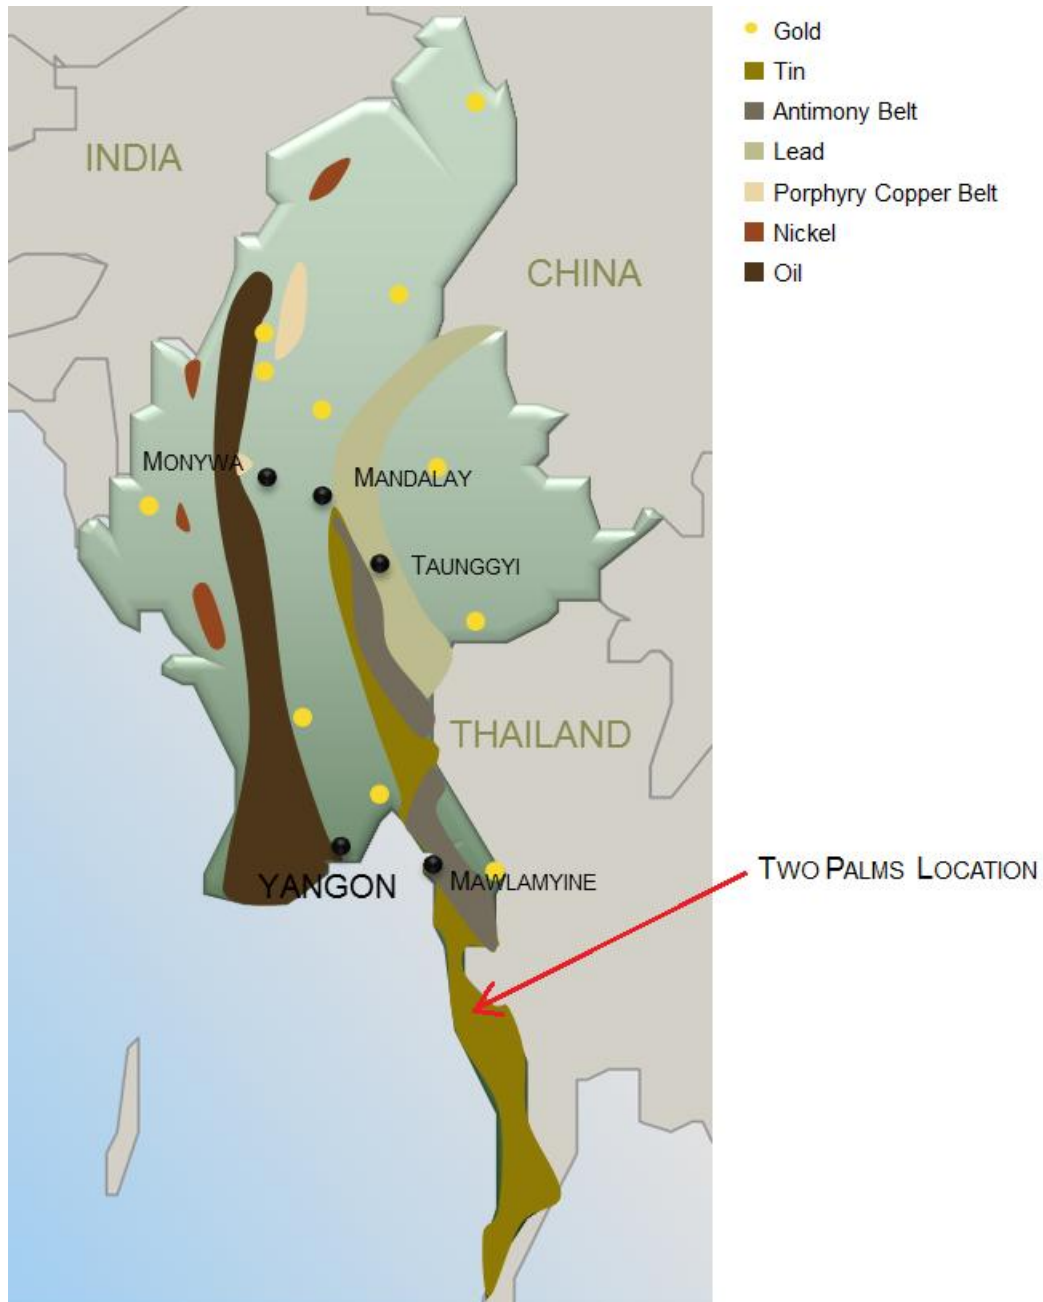 Gold
Tin
Antimony Belt
Lead
Porphyry Copper Belt
Nickel
Oil
INDIA
CHINA
MONYWA
MANDALAY
TAUNGGYI
THAILAND
YANGON
MAWLAMYINE
TWO PALMS LOCATION